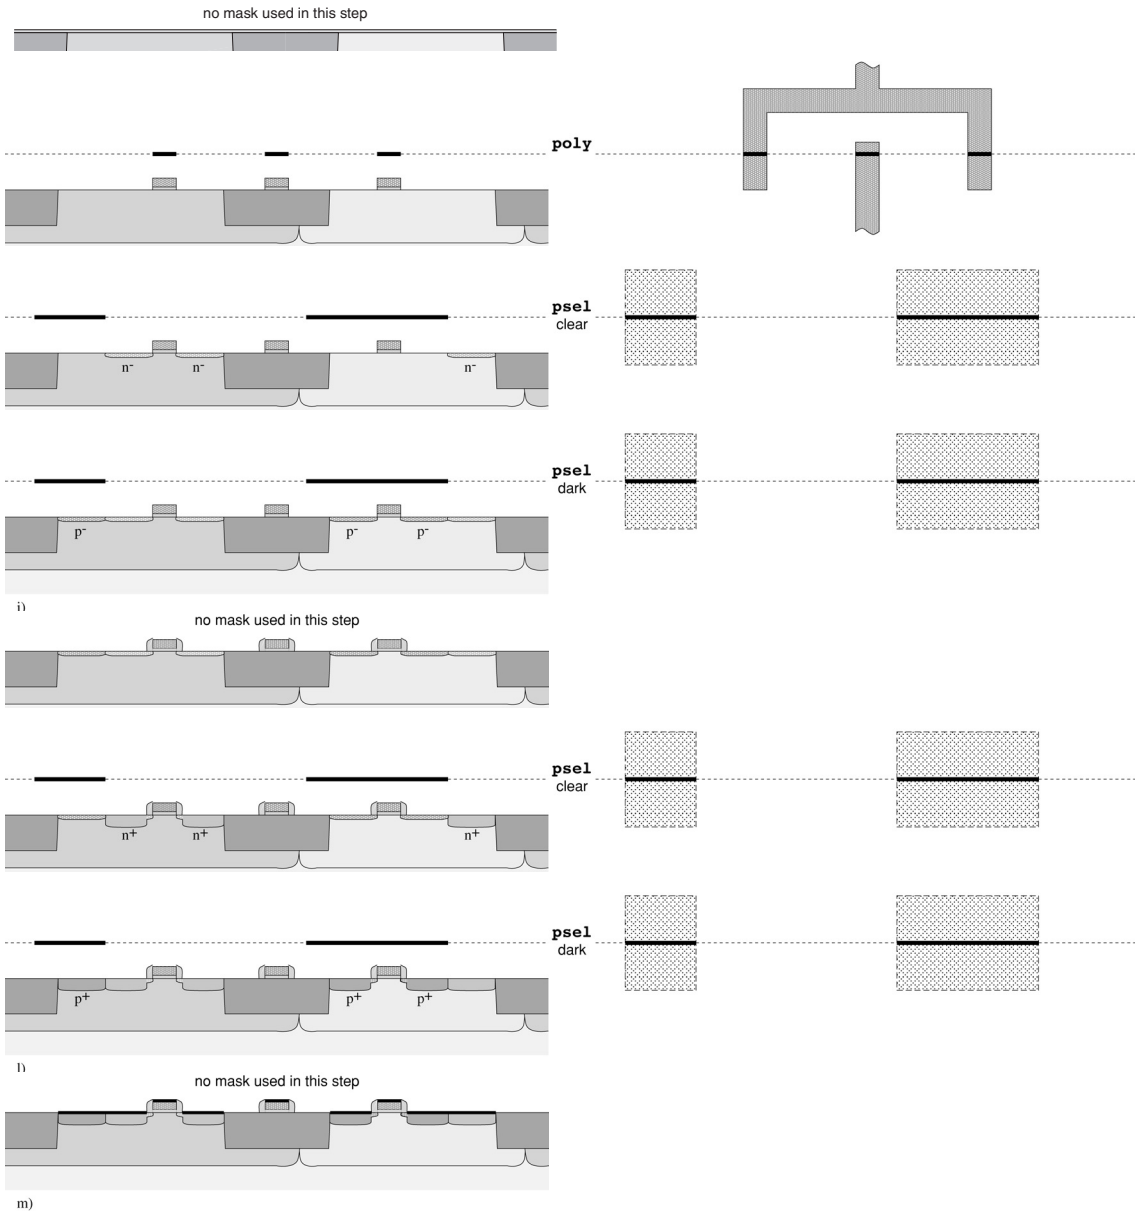 no mask used in this step
poly
psel
clear
n- n- n-
psel
dark
p- p- p-
i)
no mask used in this step
psel
clear
n+ n+ n+
psel
dark
p+ p+ p+
l)
no mask used in this step
m)